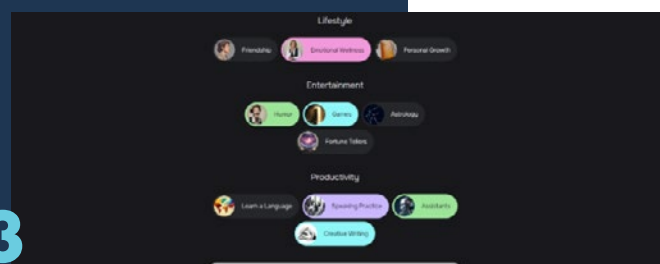 Lifestyle
Friendship Emotional Wellness Personal Growth
Entertainment
Humor Games Astrology
Fortune Tellers
Productivity
Learn a Language Speaking Practice Assistants
Creative Writing
3